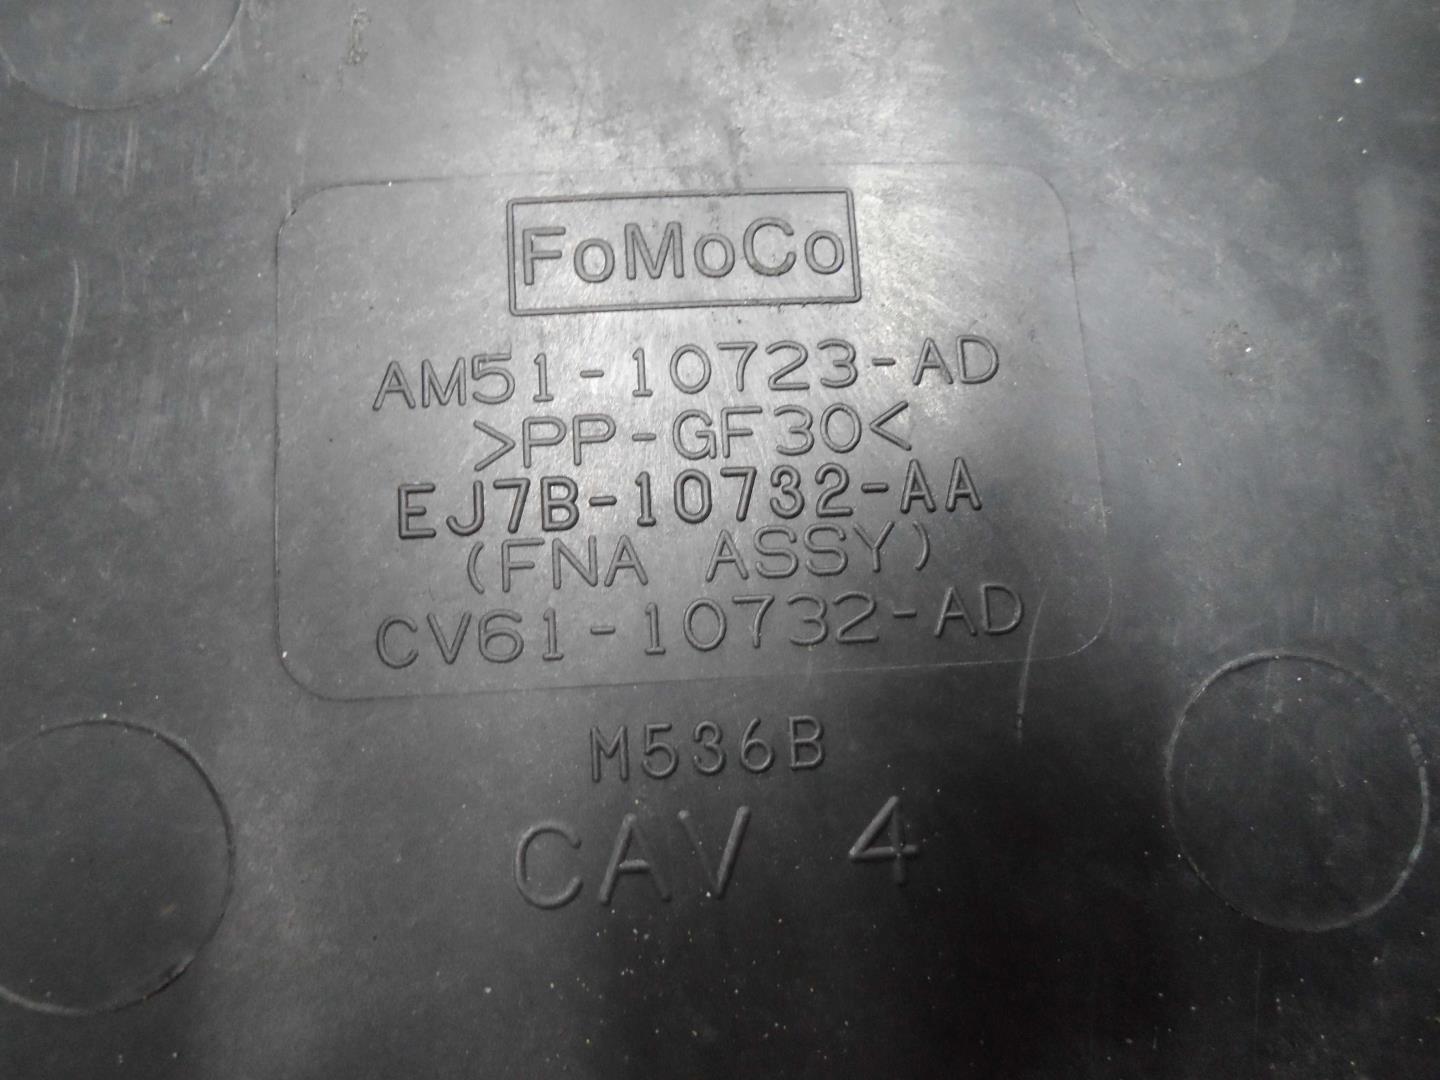 FoMoCo
AM51-10723-AD
>PP-GF30<
EJ7B-10732-AA
(FNA ASSY)
CV61-10732-AD
M536B
CAV 4